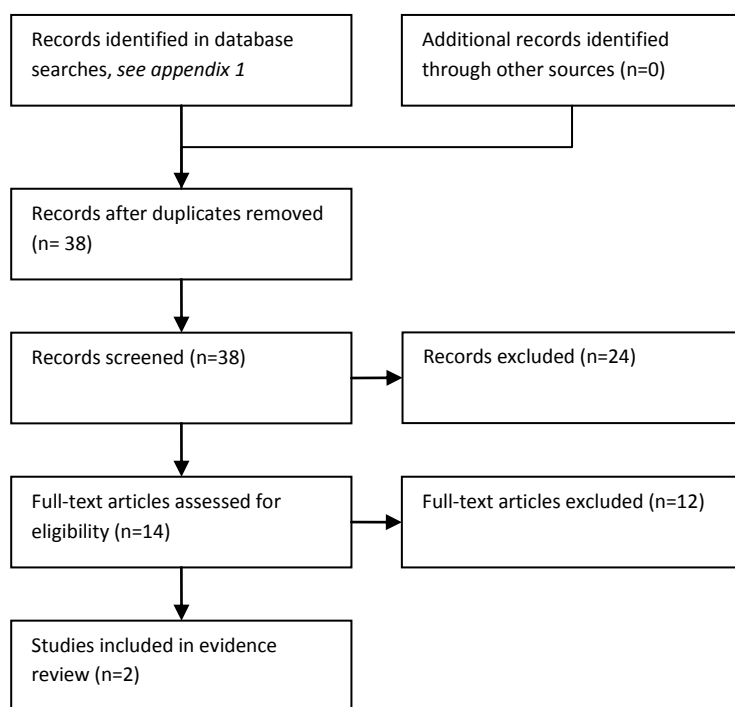 Records identified in database
searches, see appendix 1
Additional records identified
through other sources (n=0)
Records after duplicates removed
(n= 38)
Records screened (n=38)
Records excluded (n=24)
Full-text articles assessed for
eligibility (n=14)
Full-text articles excluded (n=12)
Studies included in evidence
review (n=2)